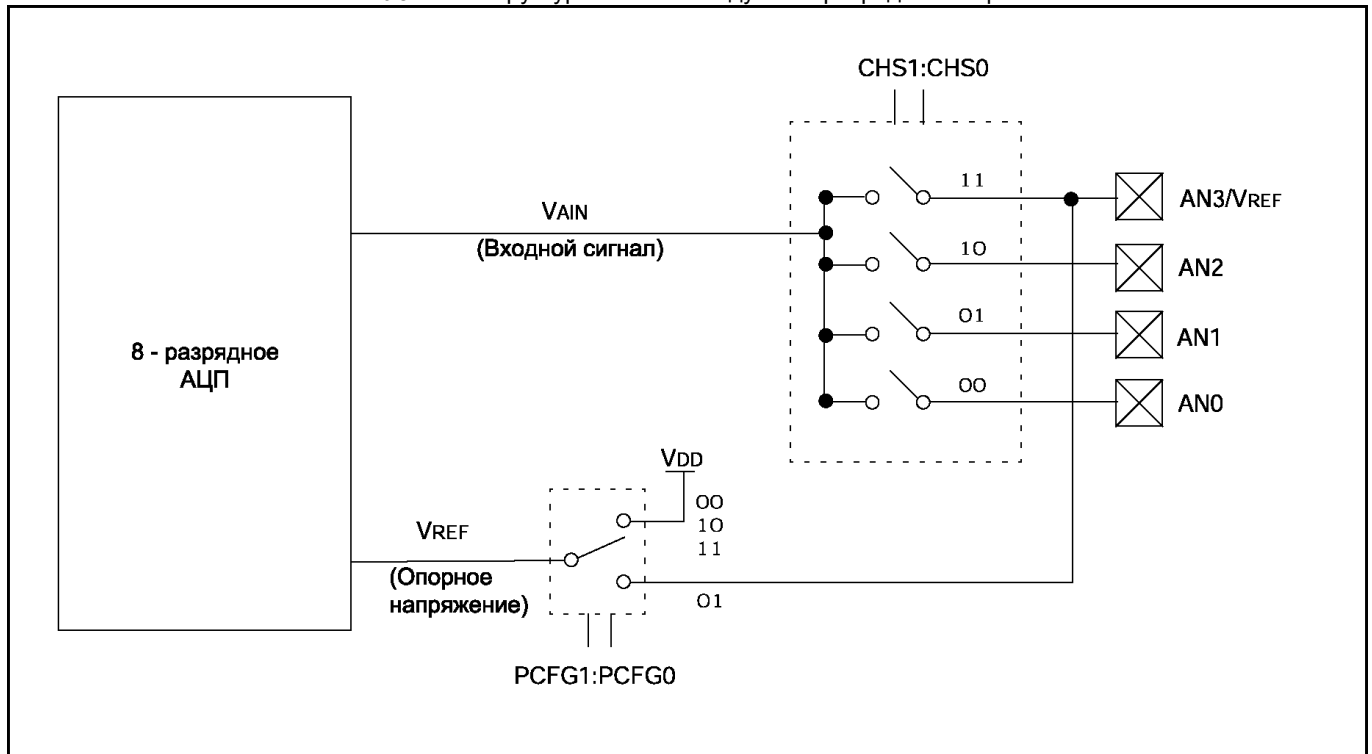 CHS1:CHS0
11
AN3/VREF
VAIN
(Входной сигнал)
10
AN2
01
AN1
8 - разрядное
АЦП
00
AN0
VDD
00
10
11
VREF
(Опорное
напряжение)
01
PCFG1:PCFG0